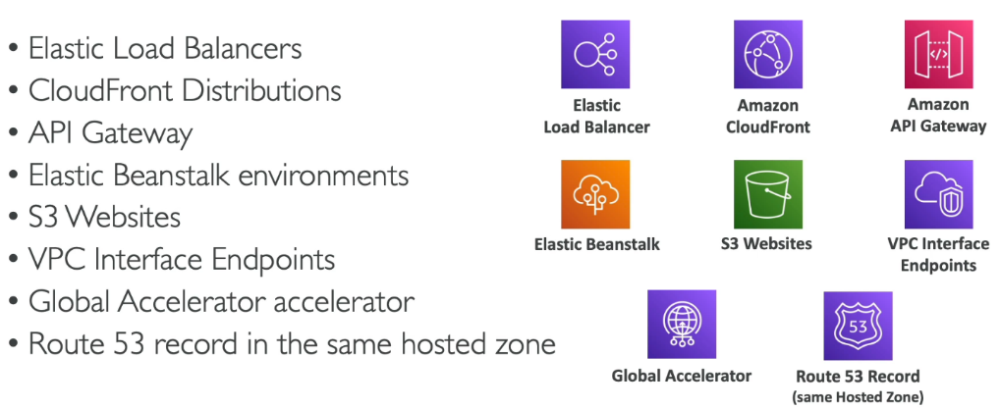 • Elastic Load Balancers
• CloudFront Distributions
• API Gateway
• Elastic Beanstalk environments
• S3 Websites
• VPC Interface Endpoints
• Global Accelerator accelerator
• Route 53 record in the same hosted zone
Elastic
Load Balancer
Amazon
CloudFront
</>
Amazon
API Gateway
Elastic Beanstalk
S3 Websites
VPC Interface
Endpoints
Global Accelerator
53
Route 53 Record
(same Hosted Zone)